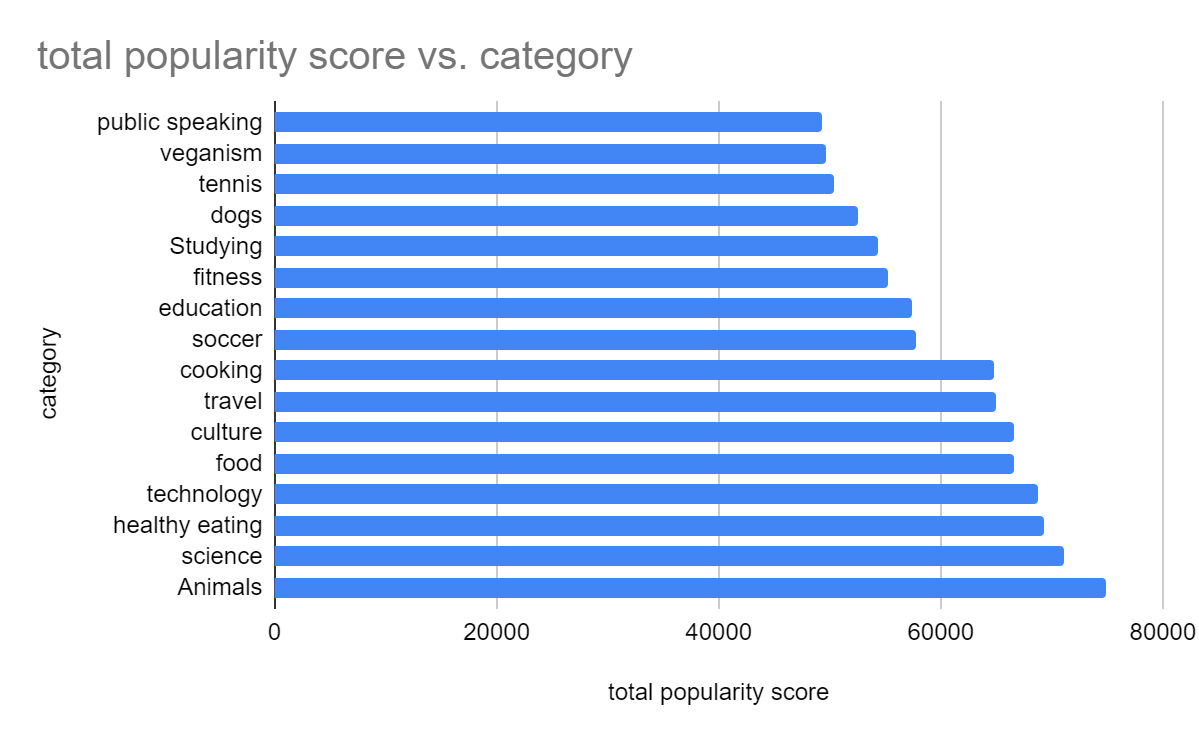 total popularity score vs. category
public speaking
veganism
tennis
dogs
Studying
fitness
education
soccer
cooking
travel
culture
food
technology
healthy eating
science
Animals
category
0 20000 40000 60000 80000
total popularity score